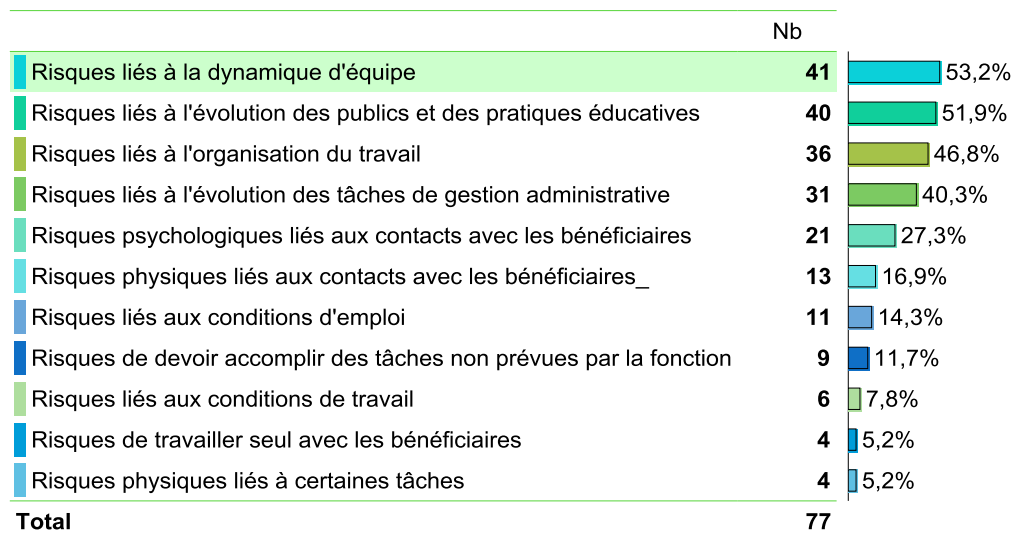 Nb
Risques liés à la dynamique d'équipe 41 53,2%
Risques liés à l'évolution des publics et des pratiques éducatives 40 51,9%
Risques liés à l'organisation du travail 36 46,8%
Risques liés à l'évolution des tâches de gestion administrative 31 40,3%
Risques psychologiques liés aux contacts avec les bénéficiaires 21 27,3%
Risques physiques liés aux contacts avec les bénéficiaires_ 13 16,9%
Risques liés aux conditions d'emploi 11 14,3%
Risques de devoir accomplir des tâches non prévues par la fonction 9 11,7%
Risques liés aux conditions de travail 6 7,8%
Risques de travailler seul avec les bénéficiaires 4 5,2%
Risques physiques liés à certaines tâches 4 5,2%
Total 77